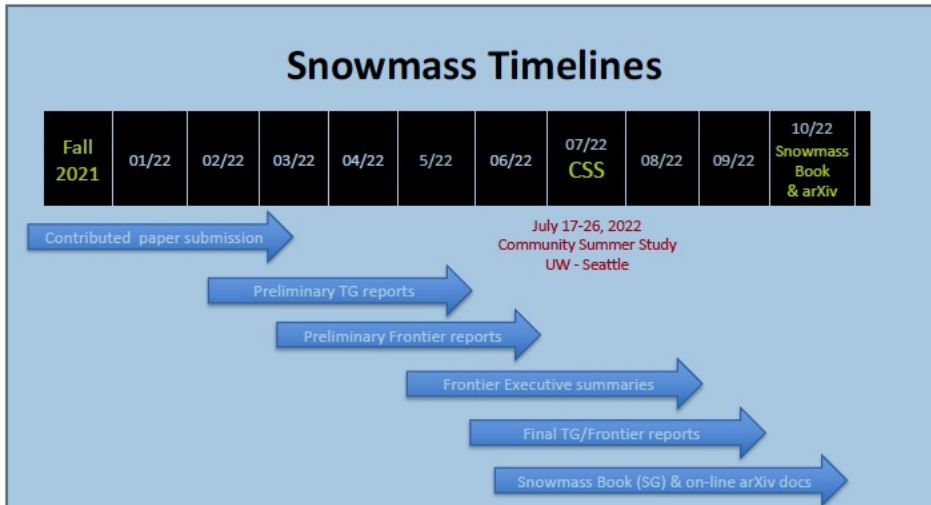 Snowmass Timelines
Fall
2021
01/22
02/22
03/22
04/22
5/22
06/22
07/22
CSS
08/22
09/22
10/22
Snowmass
Book
& arXiv
Contributed paper submission
July 17-26, 2022
Community Summer Study
UW - Seattle
Preliminary TG reports
Preliminary Frontier reports
Frontier Executive summaries
Final TG/Frontier reports
Snowmass Book (SG) & on-line arXiv docs